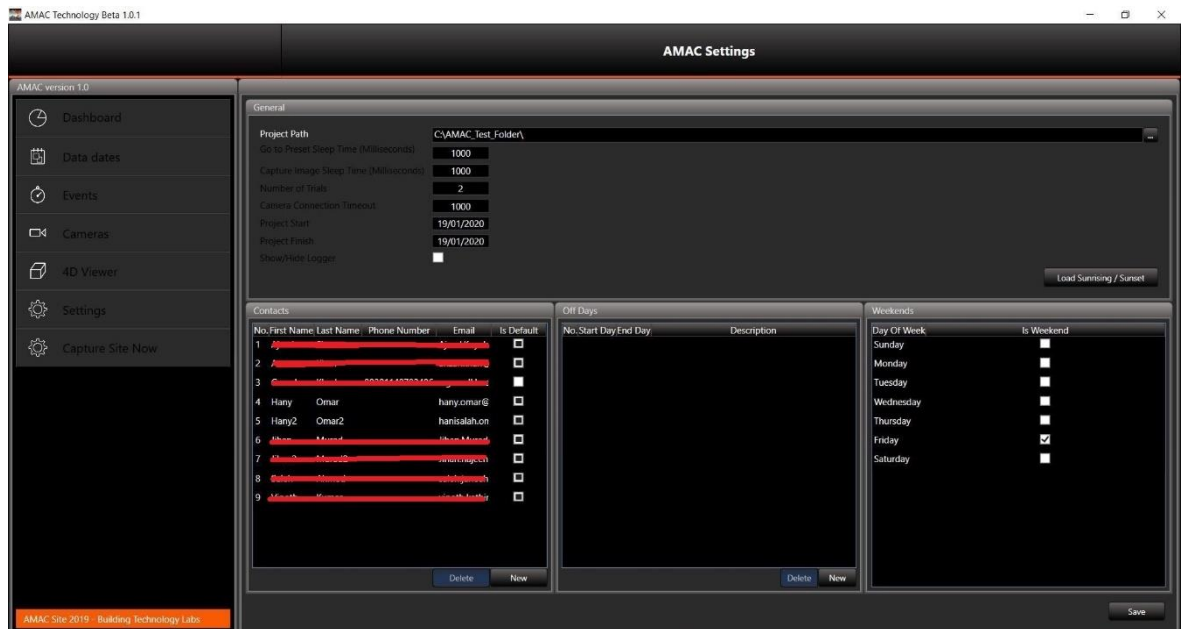 AMAC Technology Beta 1.0.1
AMAC Settings
AMAC version 1.0
Dashboard
Data dates
Events
Cameras
4D Viewer
Settings
Capture Site Now
AMAC Site 2019 - Building Technology Labs
General
Project Path C:\AMAC_Test_Folder\ ...
Go to Preset Sleep Time (Milliseconds) 1000
Capture Image Sleep Time (Milliseconds) 1000
Number of Trials 2
Camera Connection Timeout 1000
Project Start 19/01/2020
Project Finish 19/01/2020
Show/Hide Logger
Load Sunrising / Sunset
Contacts
No. First Name Last Name Phone Number Email Is Default
1
2
3
4 Hany Omar hany.omar@
5 Hany2 Omar2 hanisalah.on
6
7
8
9
Delete New
Off Days
No. Start Day End Day Description
Delete New
Weekends
Day Of Week Is Weekend
Sunday
Monday
Tuesday
Wednesday
Thursday
Friday
Saturday
Save